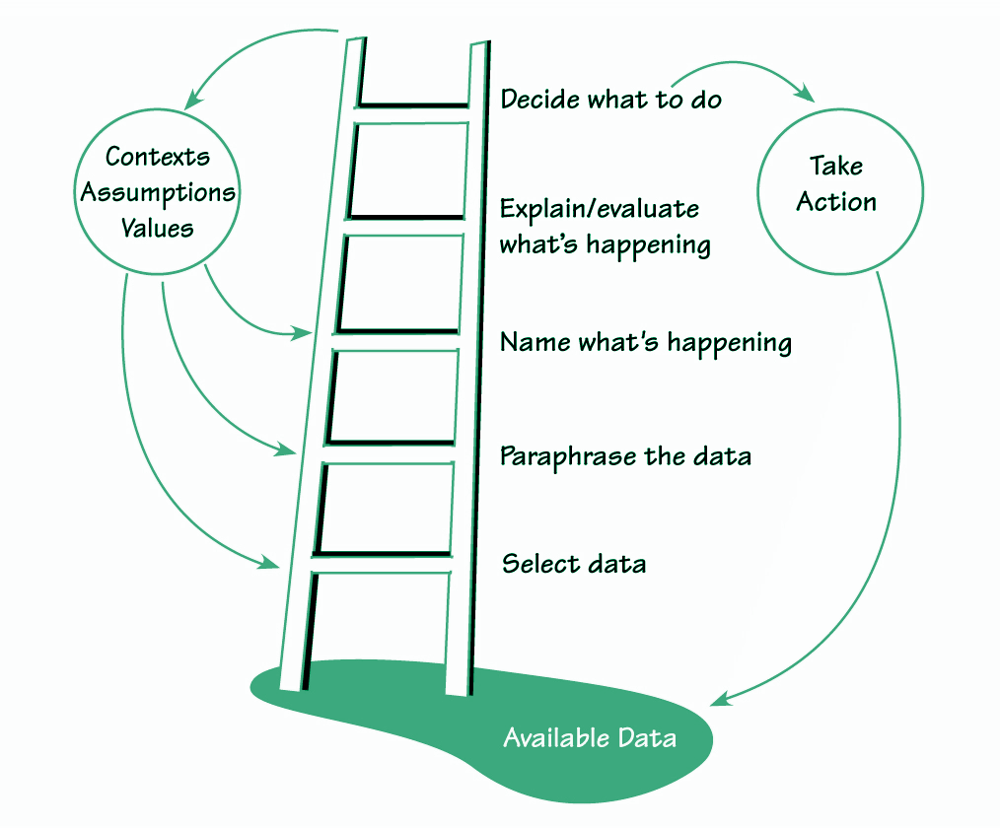 Decide what to do
Contexts
Assumptions
Values
Take
Action
Explain/evaluate
what's happening
Name what's happening
Paraphrase the data
Select data
Available Data